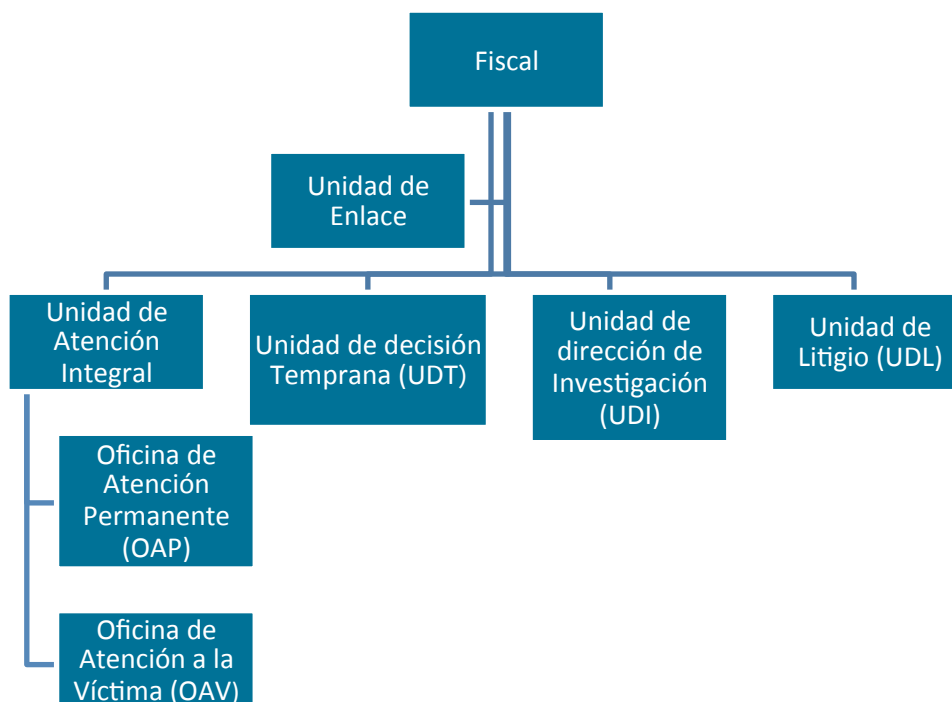 Fiscal
Unidad de
Enlace
Unidad de
Atención
Integral
Unidad de decisión
Temprana (UDT)
Unidad de
dirección de
Investigación
(UDI)
Unidad de
Litigio (UDL)
Oficina de
Atención
Permanente
(OAP)
Oficina de
Atención a la
Víctima (OAV)